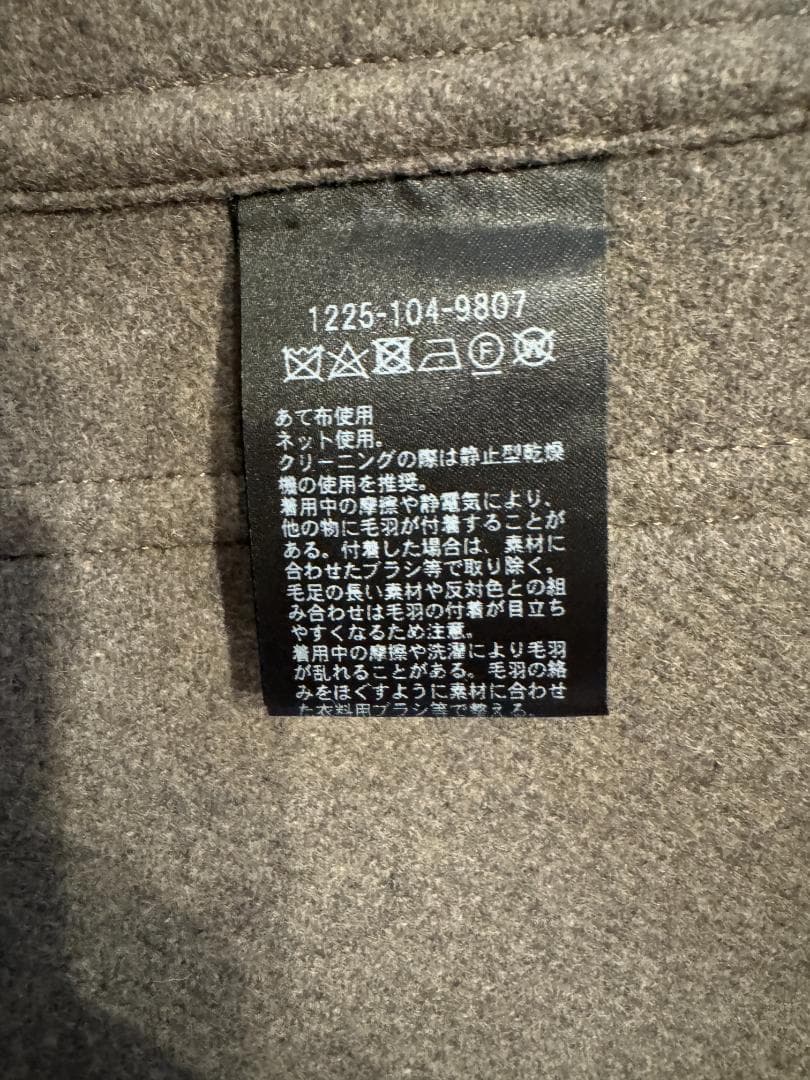 1225-104-9807
F W
あて布使用
ネット使用。
クリーニングの際は静止型乾燥
機の使用を推奨。
着用中の摩擦や静電気により、
他の物に毛羽が付着することが
ある。付着した場合は、素材に
合わせたブラシ等で取り除く。
毛足の長い素材や反対色との組
み合わせは毛羽の付着が目立ち
やすくなるため注意。
着用中の摩擦や洗濯により毛羽
が乱れることがある。毛羽の絡
みをほぐすように素材に合わせ
た衣料用ブラシ等で整える。